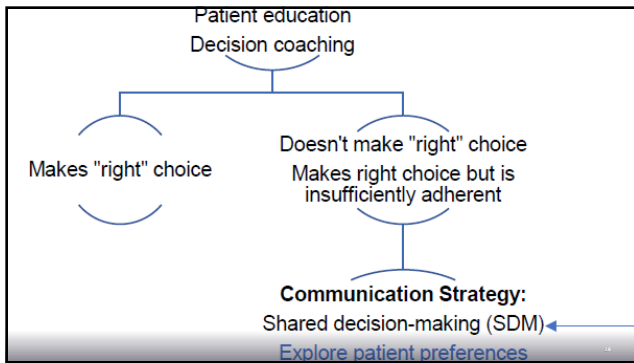 Patient education
Decision coaching
Makes "right" choice
Doesn't make "right" choice
Makes right choice but is
insufficiently adherent
Communication Strategy:
Shared decision-making (SDM)
Explore patient preferences